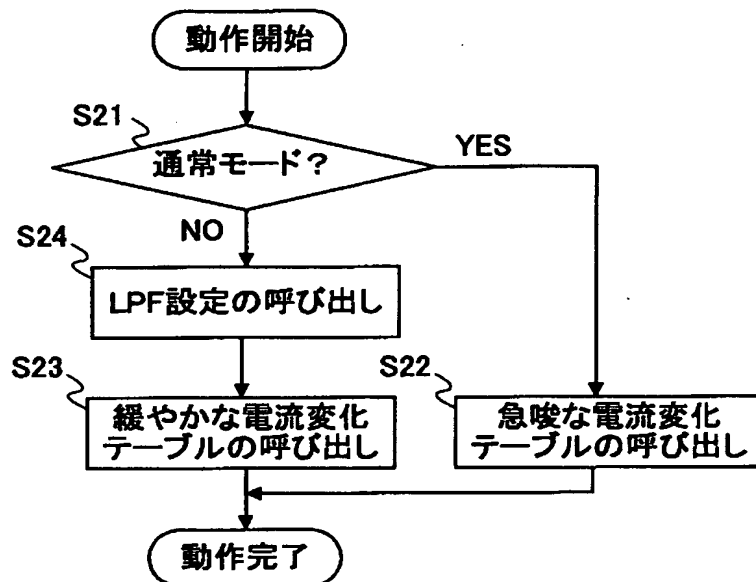 動作開始
S21
通常モード?
YES
NO
S24
LPF設定の呼び出し
S23
緩やかな電流変化
テーブルの呼び出し
S22
急峻な電流変化
テーブルの呼び出し
動作完了